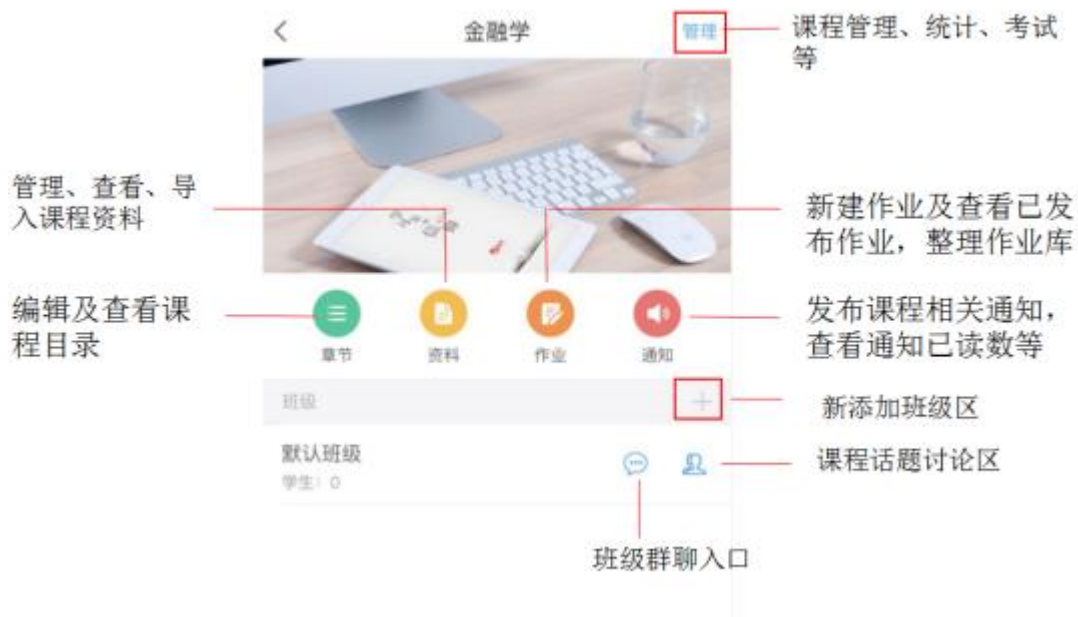 金融学
管理
课程管理、统计、考试
等
管理、查看、导
入课程资料
新建作业及查看已发
布作业，整理作业库
编辑及查看课
程目录
发布课程相关通知，
查看通知已读数等
章节
资料
作业
通知
班级
新添加班级区
默认班级
学生：0
课程话题讨论区
班级群聊入口